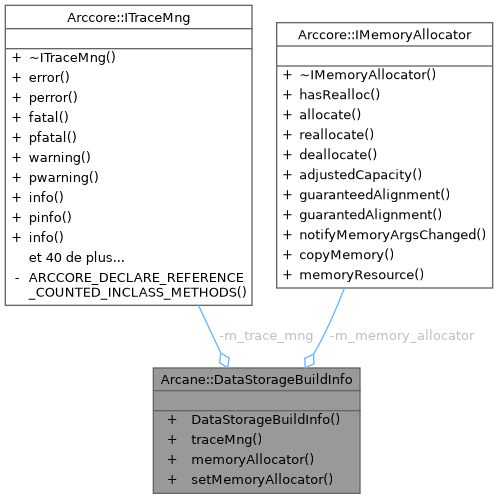 Arccore::ITraceMng
+ ~ITraceMng()
+ error()
+ perror()
+ fatal()
+ pfatal()
+ warning()
+ pwarning()
+ info()
+ pinfo()
+ info()
et 40 de plus...
- ARCCORE_DECLARE_REFERENCE
_COUNTED_INCLASS_METHODS()
Arccore::IMemoryAllocator
+ ~IMemoryAllocator()
+ hasRealloc()
+ allocate()
+ reallocate()
+ deallocate()
+ adjustedCapacity()
+ guaranteedAlignment()
+ guarantedAlignment()
+ notifyMemoryArgsChanged()
+ copyMemory()
+ memoryResource()
-m_trace_mng
-m_memory_allocator
Arcane::DataStorageBuildInfo
+ DataStorageBuildInfo()
+ traceMng()
+ memoryAllocator()
+ setMemoryAllocator()